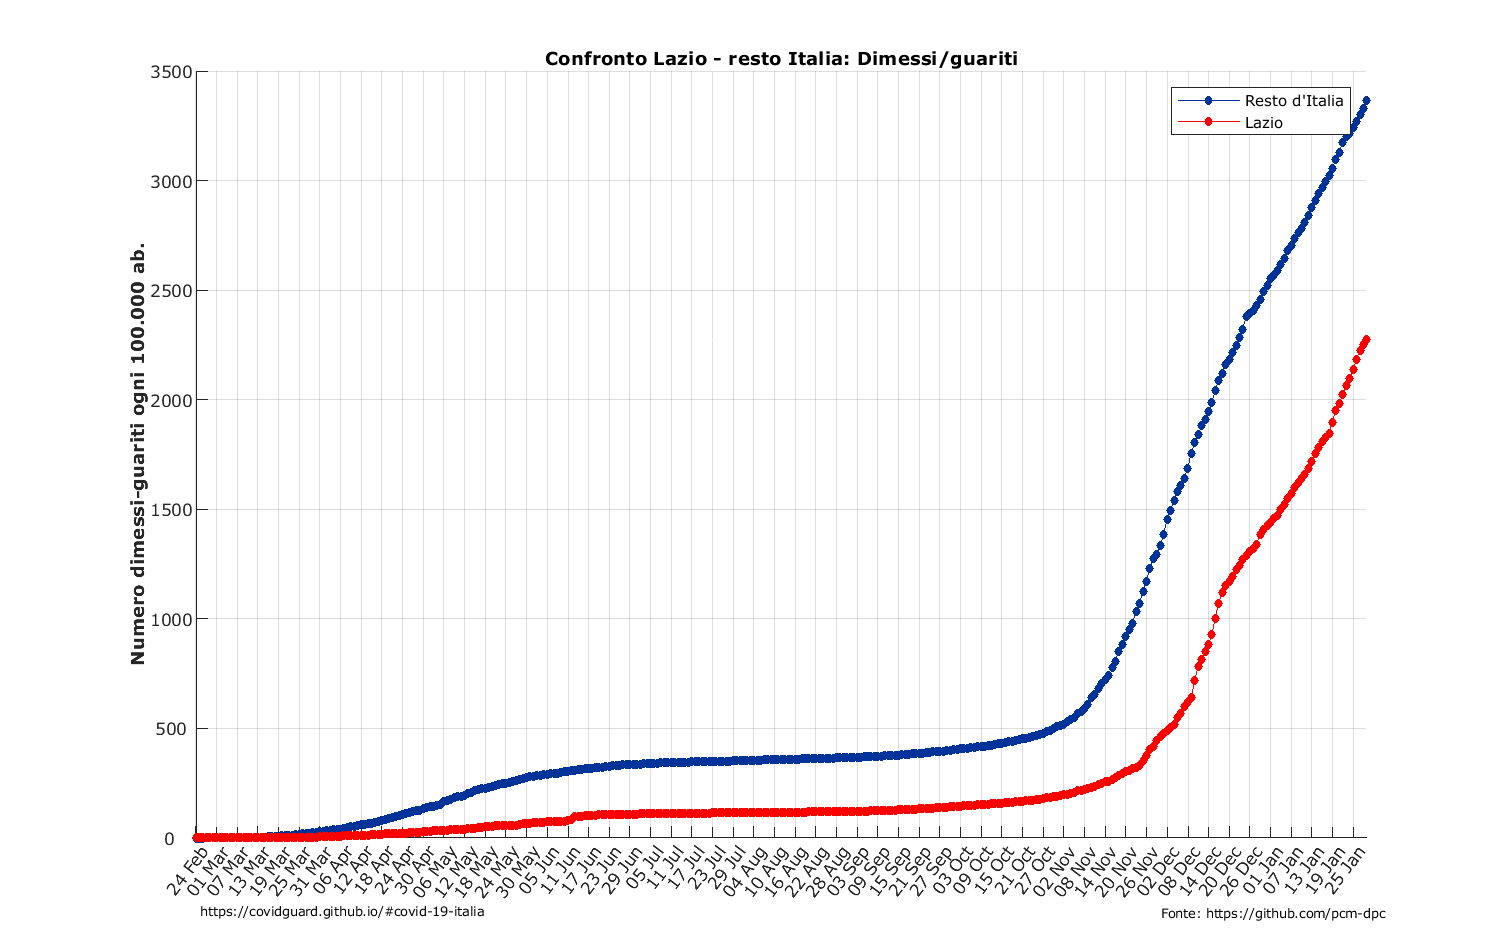 Confronto Lazio - resto Italia: Dimessi/guariti
Resto d'Italia
Lazio
Numero dimessi-guariti ogni 100.000 ab.
3500
3000
2500
2000
1500
1000
500
0
24 Feb
01 Mar
07 Mar
13 Mar
19 Mar
25 Mar
31 Mar
06 Apr
12 Apr
18 Apr
24 Apr
30 Apr
06 May
12 May
18 May
24 May
30 May
05 Jun
11 Jun
17 Jun
23 Jun
29 Jun
05 Jul
11 Jul
17 Jul
23 Jul
29 Jul
04 Aug
10 Aug
16 Aug
22 Aug
28 Aug
03 Sep
09 Sep
15 Sep
21 Sep
27 Sep
03 Oct
09 Oct
15 Oct
21 Oct
27 Oct
02 Nov
08 Nov
14 Nov
20 Nov
26 Nov
02 Dec
08 Dec
14 Dec
20 Dec
26 Dec
01 Jan
07 Jan
13 Jan
19 Jan
25 Jan
https://covidguard.github.io/#covid-19-italia
Fonte: https://github.com/pcm-dpc